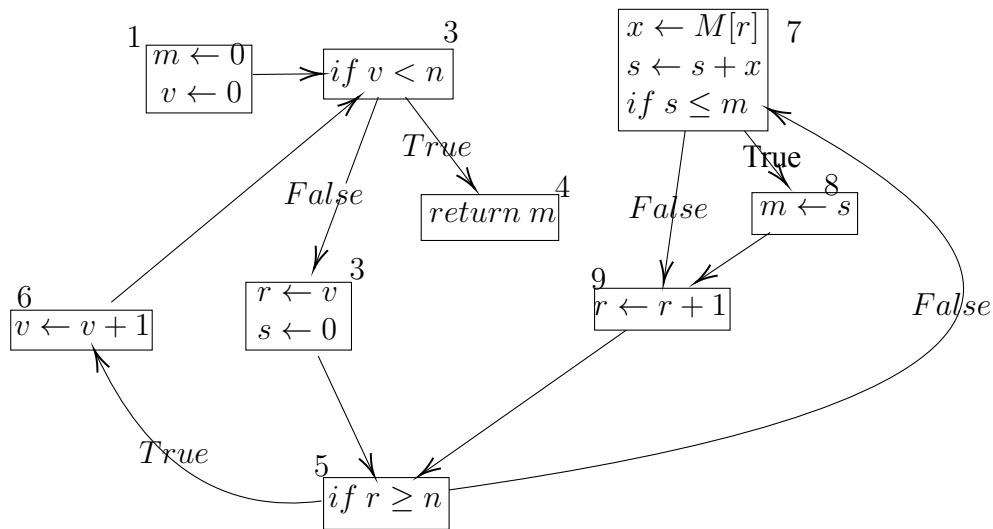 1
m ← 0
v ← 0
3
if v < n
7
x ← M[r]
s ← s + x
if s ≤ m
True
True
False
False
4
return m
8
m ← s
3
r ← v
s ← 0
6
v ← v + 1
9
r ← r + 1
False
True
5
if r ≥ n